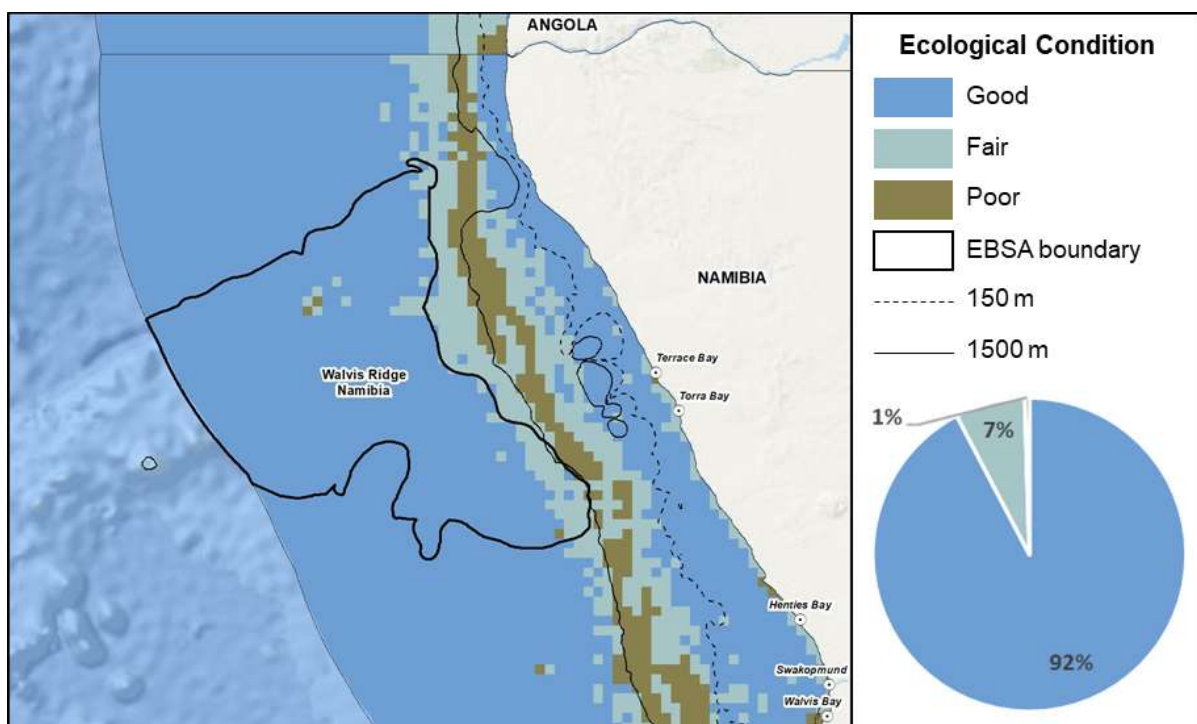 ANGOLA
NAMIBIA
Walvis Ridge
Namibia
Terrace Bay
Torra Bay
Henties Bay
Swakopmund
Walvis Bay
Ecological Condition
Good
Fair
Poor
EBSA boundary
150 m
1500 m
1%
7%
92%